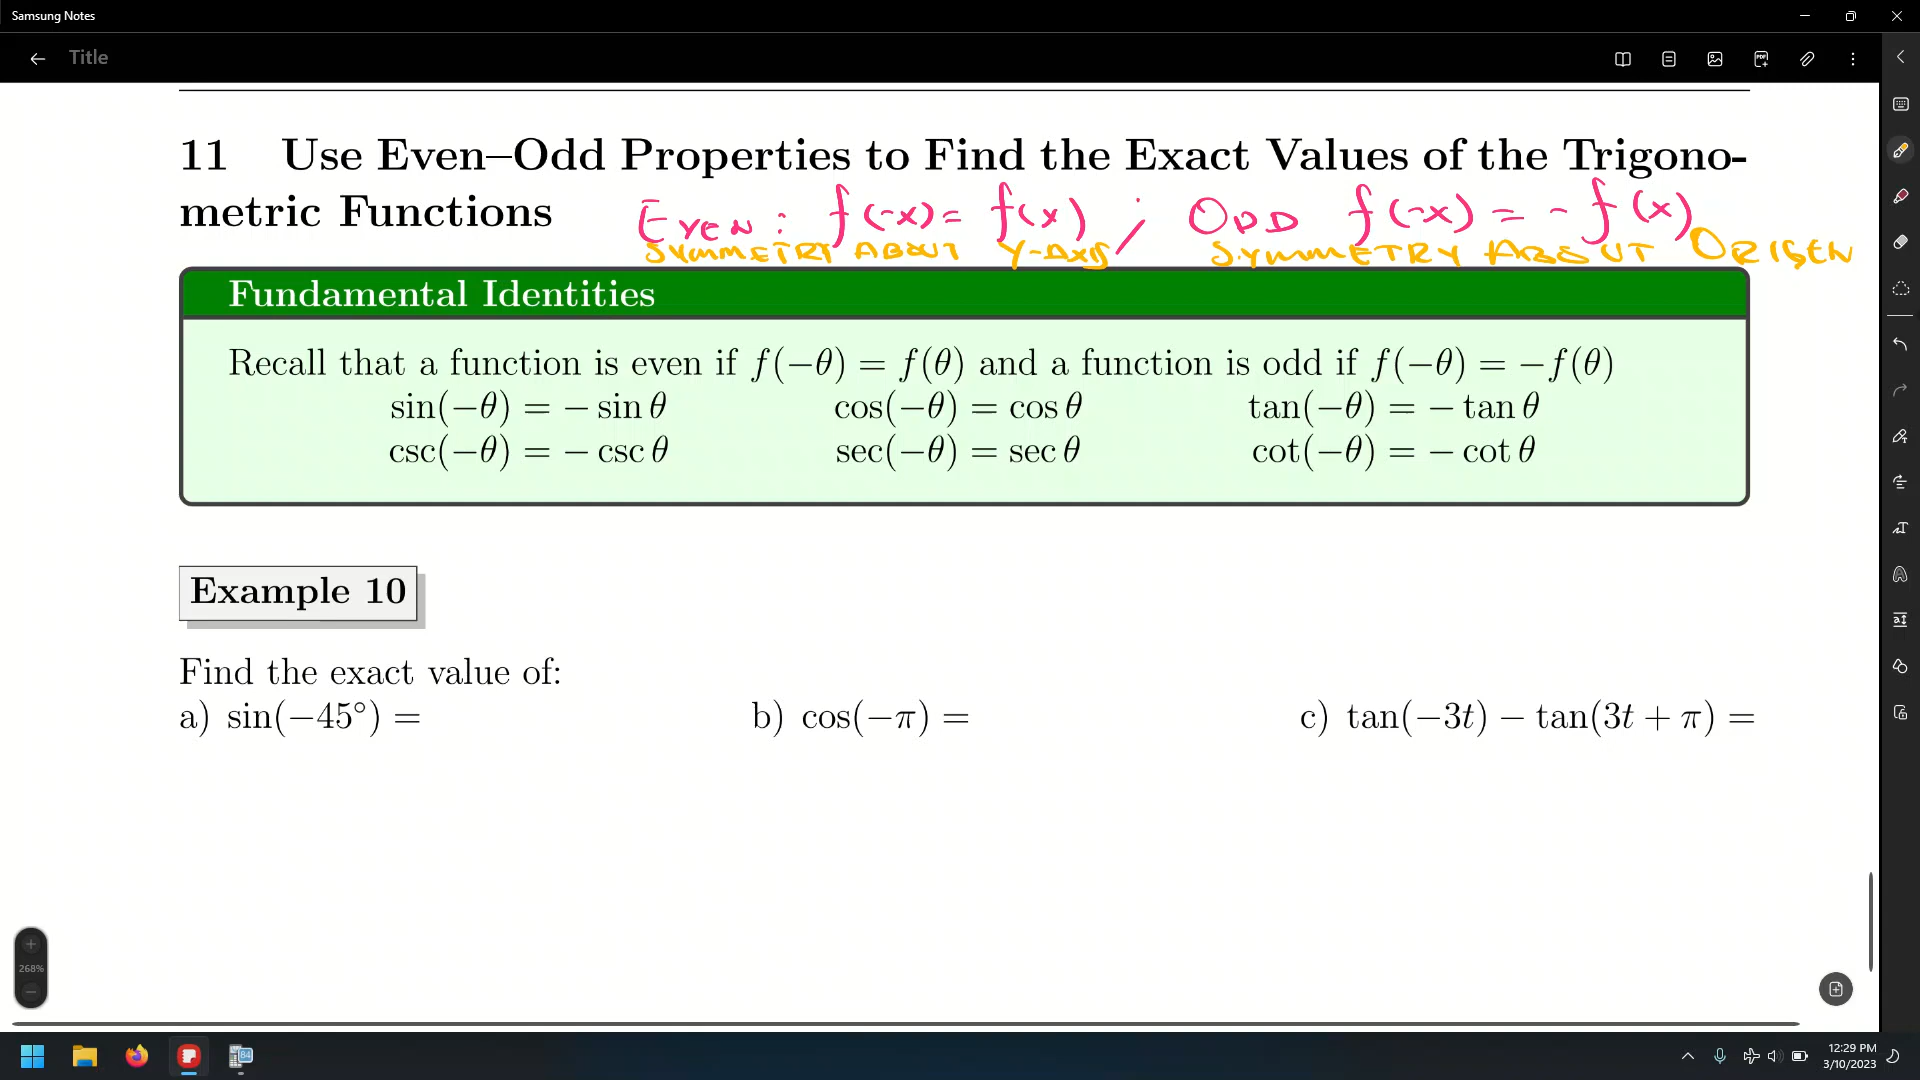 Samsung Notes
Title
11 Use Even–Odd Properties to Find the Exact Values of the Trigono-
metric Functions
EVEN: f(-x) = f(x) ; ODD f(-x) = -f(x)
SYMMETRY ABOUT Y-AXIS SYMMETRY ABOUT ORIGEN
Fundamental Identities
Recall that a function is even if f(−θ) = f(θ) and a function is odd if f(−θ) = −f(θ)
sin(−θ) = − sin θ cos(−θ) = cos θ tan(−θ) = − tan θ
csc(−θ) = − csc θ sec(−θ) = sec θ cot(−θ) = − cot θ
Example 10
Find the exact value of:
a) sin(−45°) = b) cos(−π) = c) tan(−3t) − tan(3t + π) =
268%
84
12:29 PM
3/10/2023